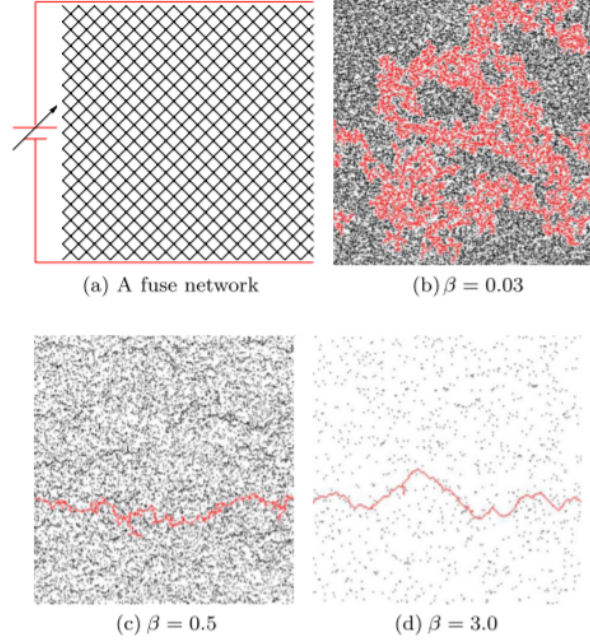 (a) A fuse network
(b) β = 0.03
(c) β = 0.5
(d) β = 3.0